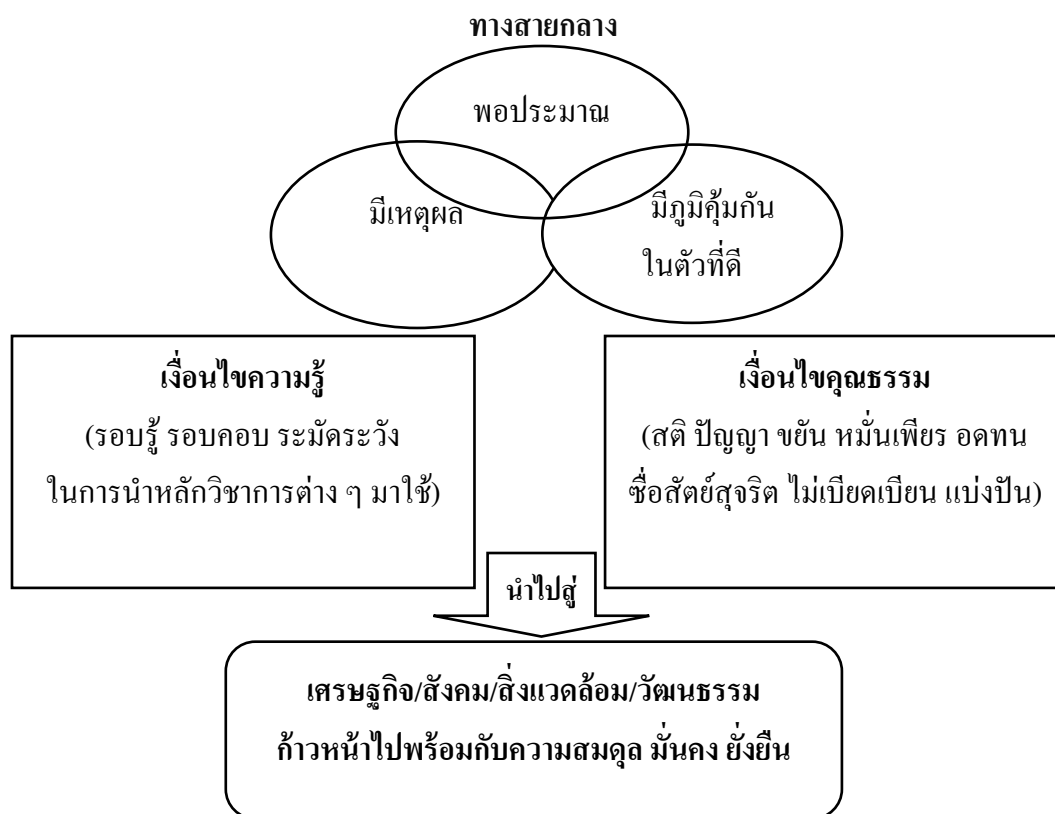 ทางสายกลาง
พอประมาณ
มีเหตุผล
มีภูมิคุ้มกัน
ในตัวที่ดี
เงื่อนไขความรู้
(รอบรู้ รอบคอบ ระมัดระวัง
ในการนำหลักวิชาการต่าง ๆ มาใช้)
เงื่อนไขคุณธรรม
(สติ ปัญญา ขยัน หมั่นเพียร อดทน
ซื่อสัตย์สุจริต ไม่เบียดเบียน แบ่งปัน)
นำไปสู่
เศรษฐกิจ/สังคม/สิ่งแวดล้อม/วัฒนธรรม
ก้าวหน้าไปพร้อมกับความสมดุล มั่นคง ยั่งยืน